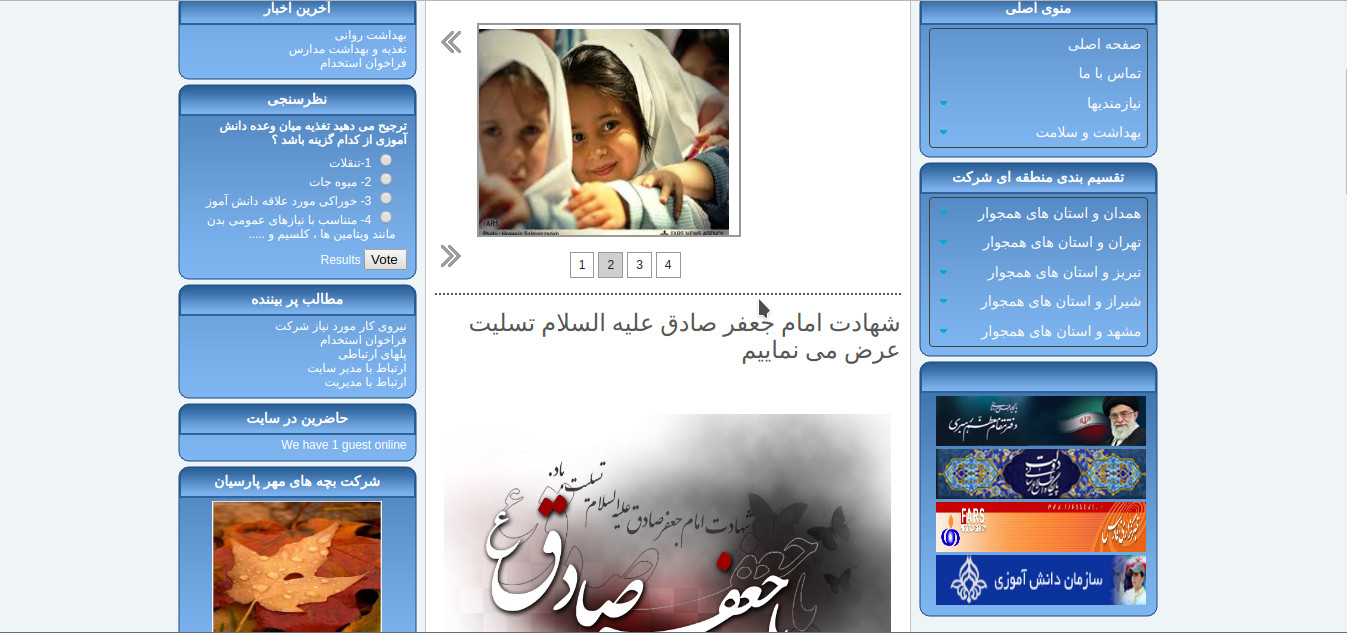 منوی اصلی
صفحه اصلی
تماس با ما
نیازمندیها
بهداشت و سلامت
تقسیم بندی منطقه ای شرکت
همدان و استان های همجوار
تهران و استان های همجوار
تبریز و استان های همجوار
شیراز و استان های همجوار
مشهد و استان های همجوار
FARS
سازمان دانش آموزی
FARS NEWS AGENCY
1 2 3 4
شهادت امام جعفر صادق علیه السلام تسلیت
عرض می نماییم
شهادت امام جعفر صادق علیه السلام تسلیت باد
جعفر صادق
آخرین اخبار
بهداشت روانی
تغذیه و بهداشت مدارس
فراخوان استخدام
نظرسنجی
ترجیح می دهید تغذیه میان وعده دانش
آموزی از کدام گزینه باشد ؟
1-تنقلات
2- میوه جات
3- خوراکی مورد علاقه دانش آموز
4- متناسب با نیازهای عمومی بدن
مانند ویتامین ها ، کلسیم و .....
Vote Results
مطالب پر بیننده
نیروی کار مورد نیاز شرکت
فراخوان استخدام
پلهای ارتباطی
ارتباط با مدیر سایت
ارتباط با مدیریت
حاضرین در سایت
We have 1 guest online
شرکت بچه های مهر پارسیان